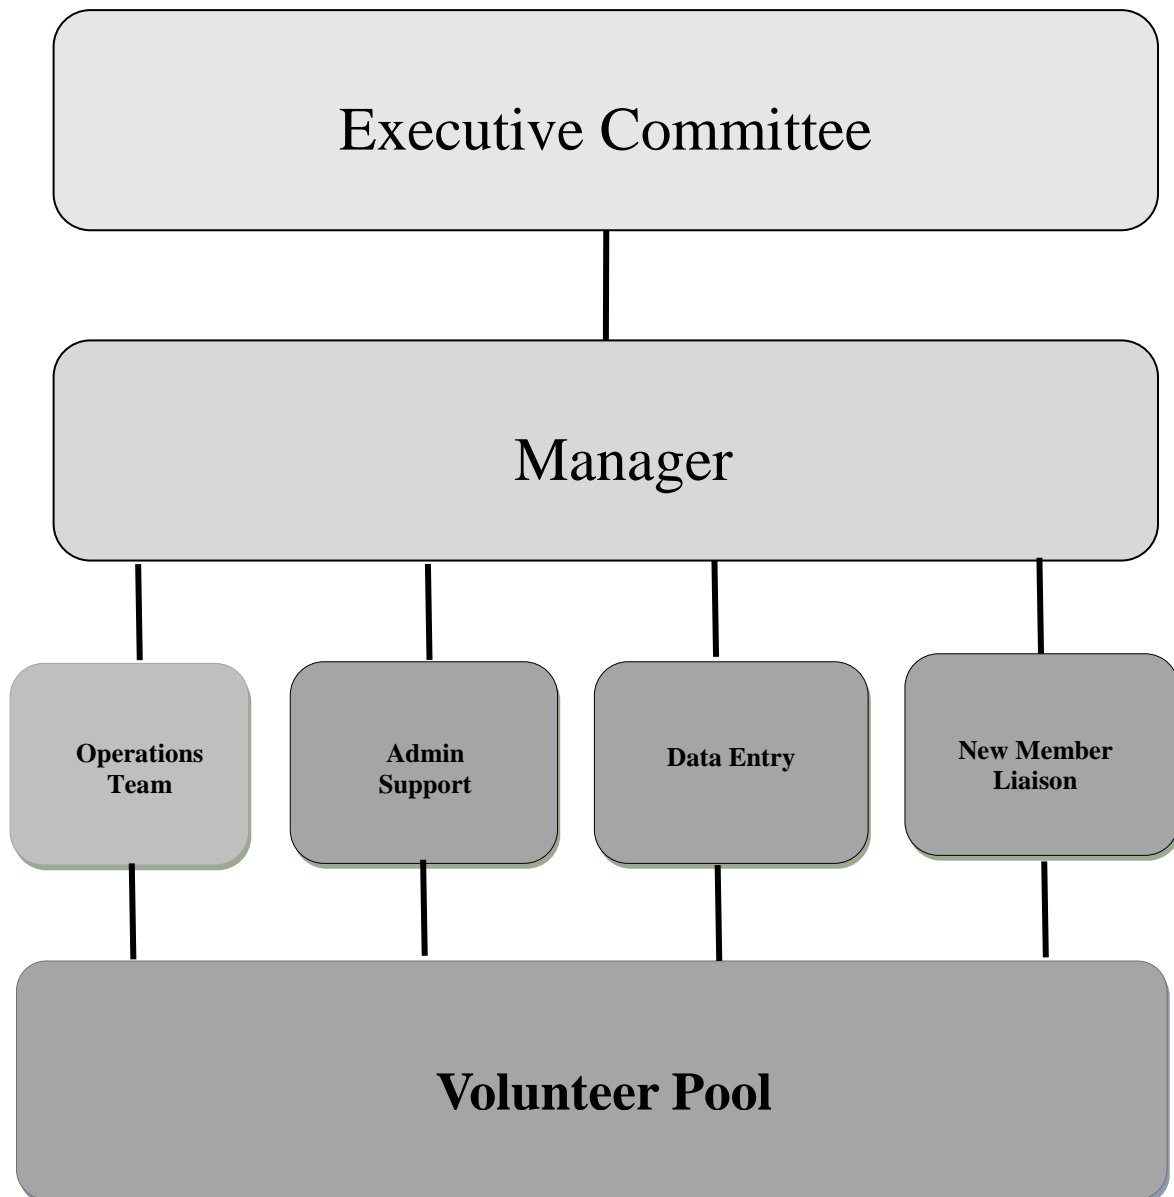 Executive Committee
Manager
Operations
Team
Admin
Support
Data Entry
New Member
Liaison
Volunteer Pool